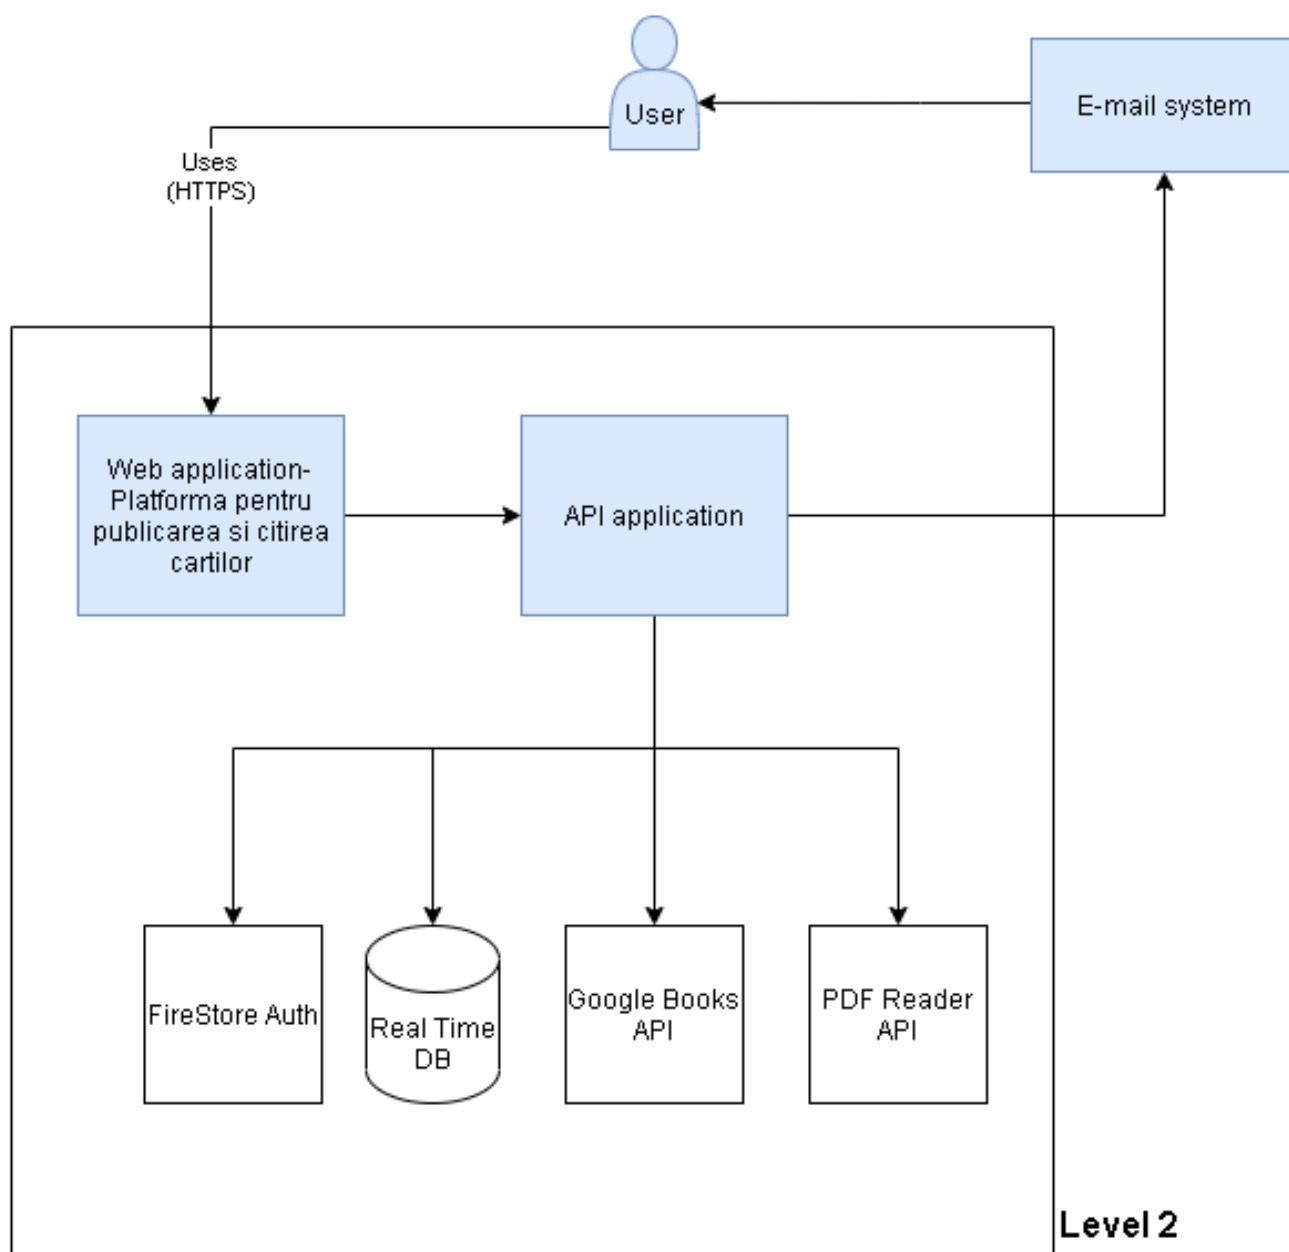 User
E-mail system
Uses
(HTTPS)
Web application-
Platforma pentru
publicarea si citirea
cartilor
API application
FireStore Auth
Real Time
DB
Google Books
API
PDF Reader
API
Level 2